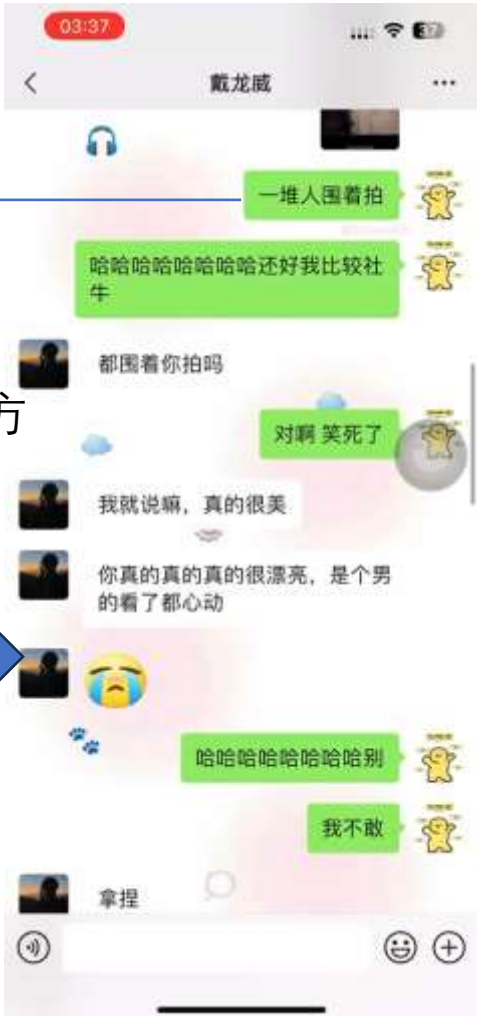 03:37
37
戴龙威
一堆人围着拍
哈哈哈哈哈哈哈哈还好我比较社
牛
都围着你拍吗
方
对啊 笑死了
我就说嘛，真的很美
你真的真的真的很漂亮，是个男
的看了都心动
哈哈哈哈哈哈哈哈别
我不敢
拿捏